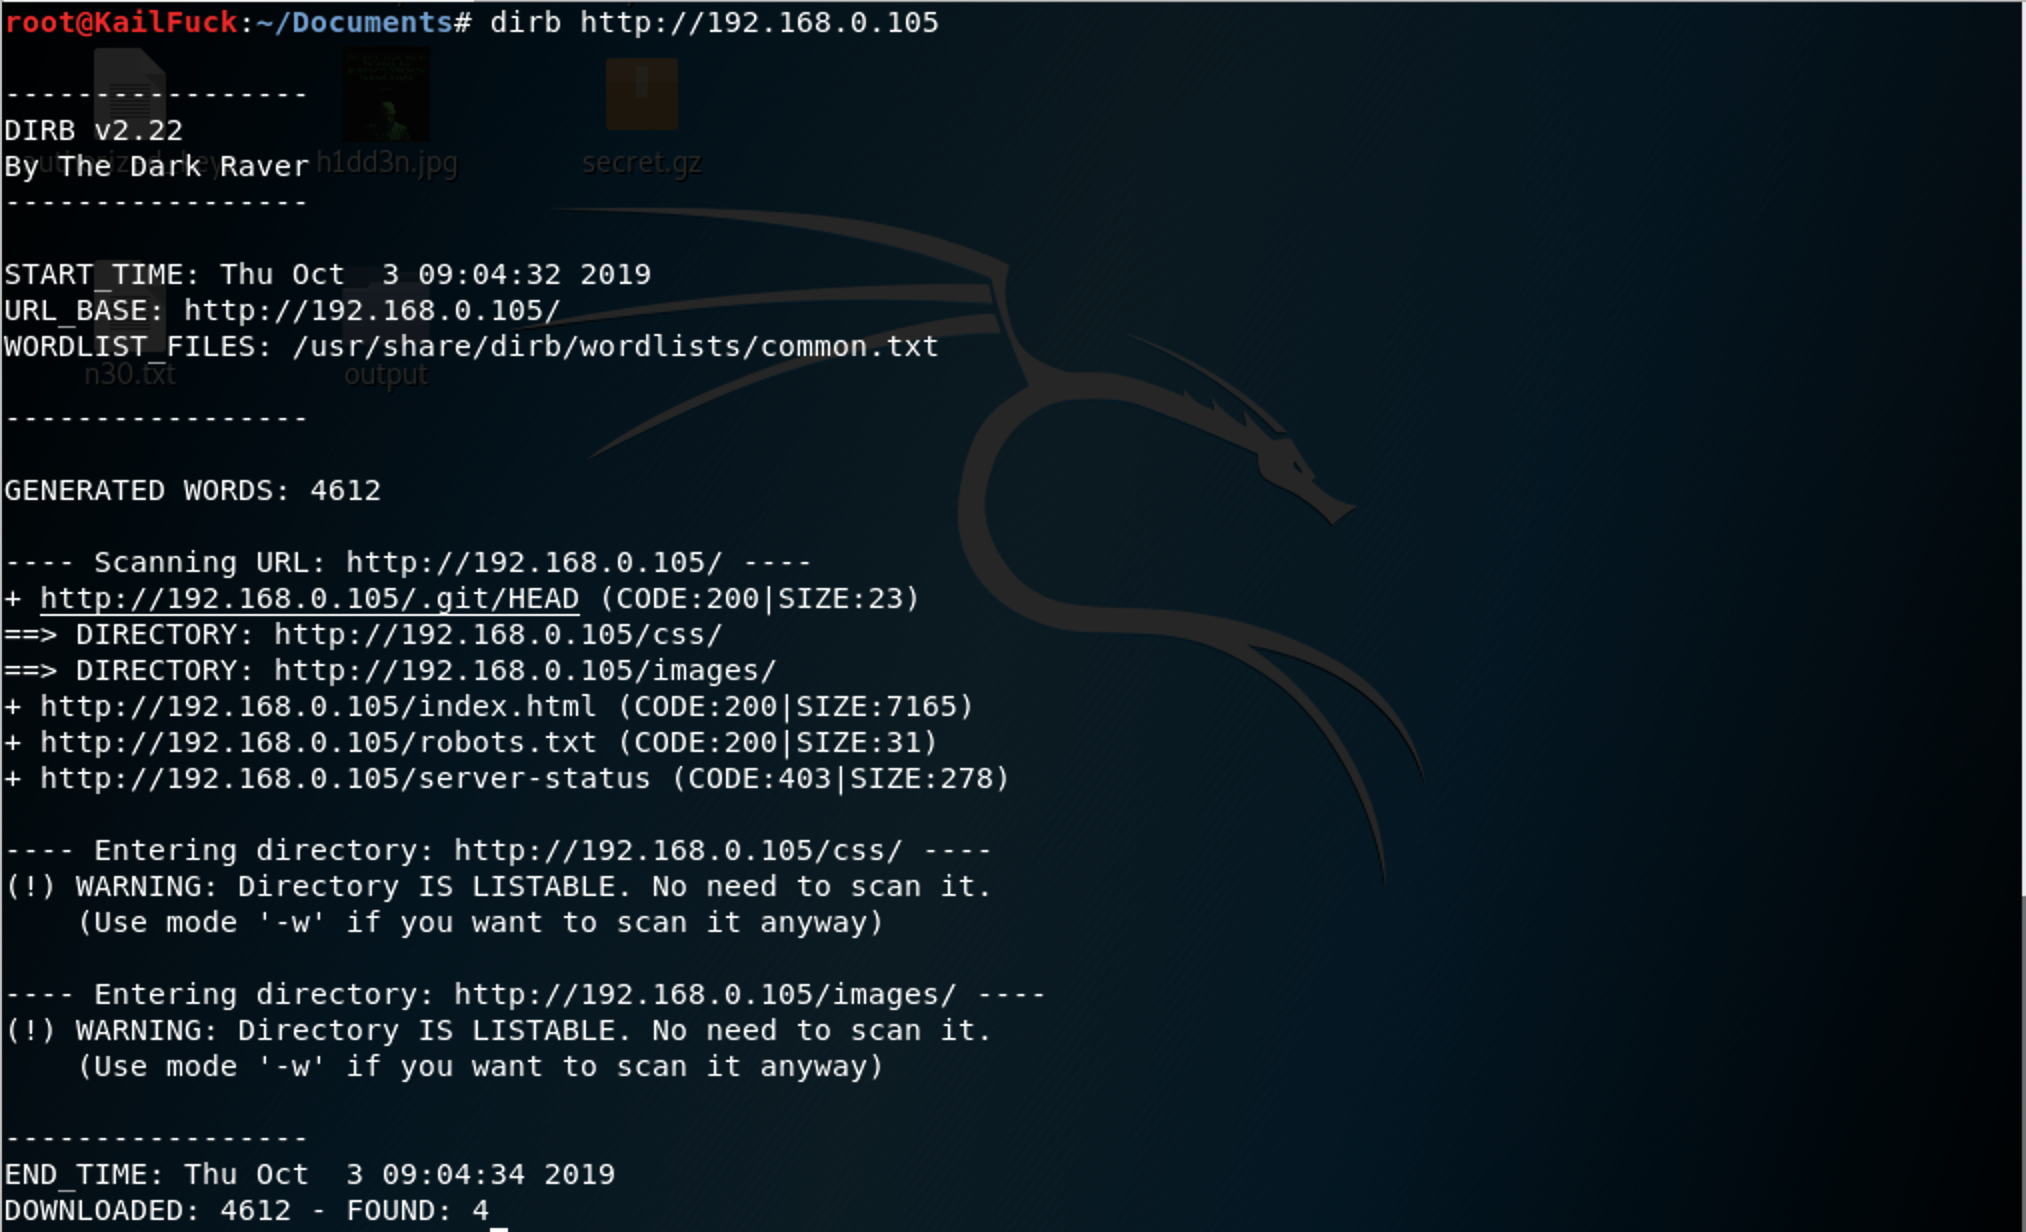 root@KailFuck:~/Documents# dirb http://192.168.0.105
-----------------
DIRB v2.22
By The Dark Raver
-----------------
h1dd3n.jpg
secret.gz
START_TIME: Thu Oct  3 09:04:32 2019
URL_BASE: http://192.168.0.105/
WORDLIST_FILES: /usr/share/dirb/wordlists/common.txt
n30.txt
output
-----------------
GENERATED WORDS: 4612
---- Scanning URL: http://192.168.0.105/ ----
+ http://192.168.0.105/.git/HEAD (CODE:200|SIZE:23)
==> DIRECTORY: http://192.168.0.105/css/
==> DIRECTORY: http://192.168.0.105/images/
+ http://192.168.0.105/index.html (CODE:200|SIZE:7165)
+ http://192.168.0.105/robots.txt (CODE:200|SIZE:31)
+ http://192.168.0.105/server-status (CODE:403|SIZE:278)
---- Entering directory: http://192.168.0.105/css/ ----
(!) WARNING: Directory IS LISTABLE. No need to scan it.
    (Use mode '-w' if you want to scan it anyway)
---- Entering directory: http://192.168.0.105/images/ ----
(!) WARNING: Directory IS LISTABLE. No need to scan it.
    (Use mode '-w' if you want to scan it anyway)
-----------------
END_TIME: Thu Oct  3 09:04:34 2019
DOWNLOADED: 4612 - FOUND: 4